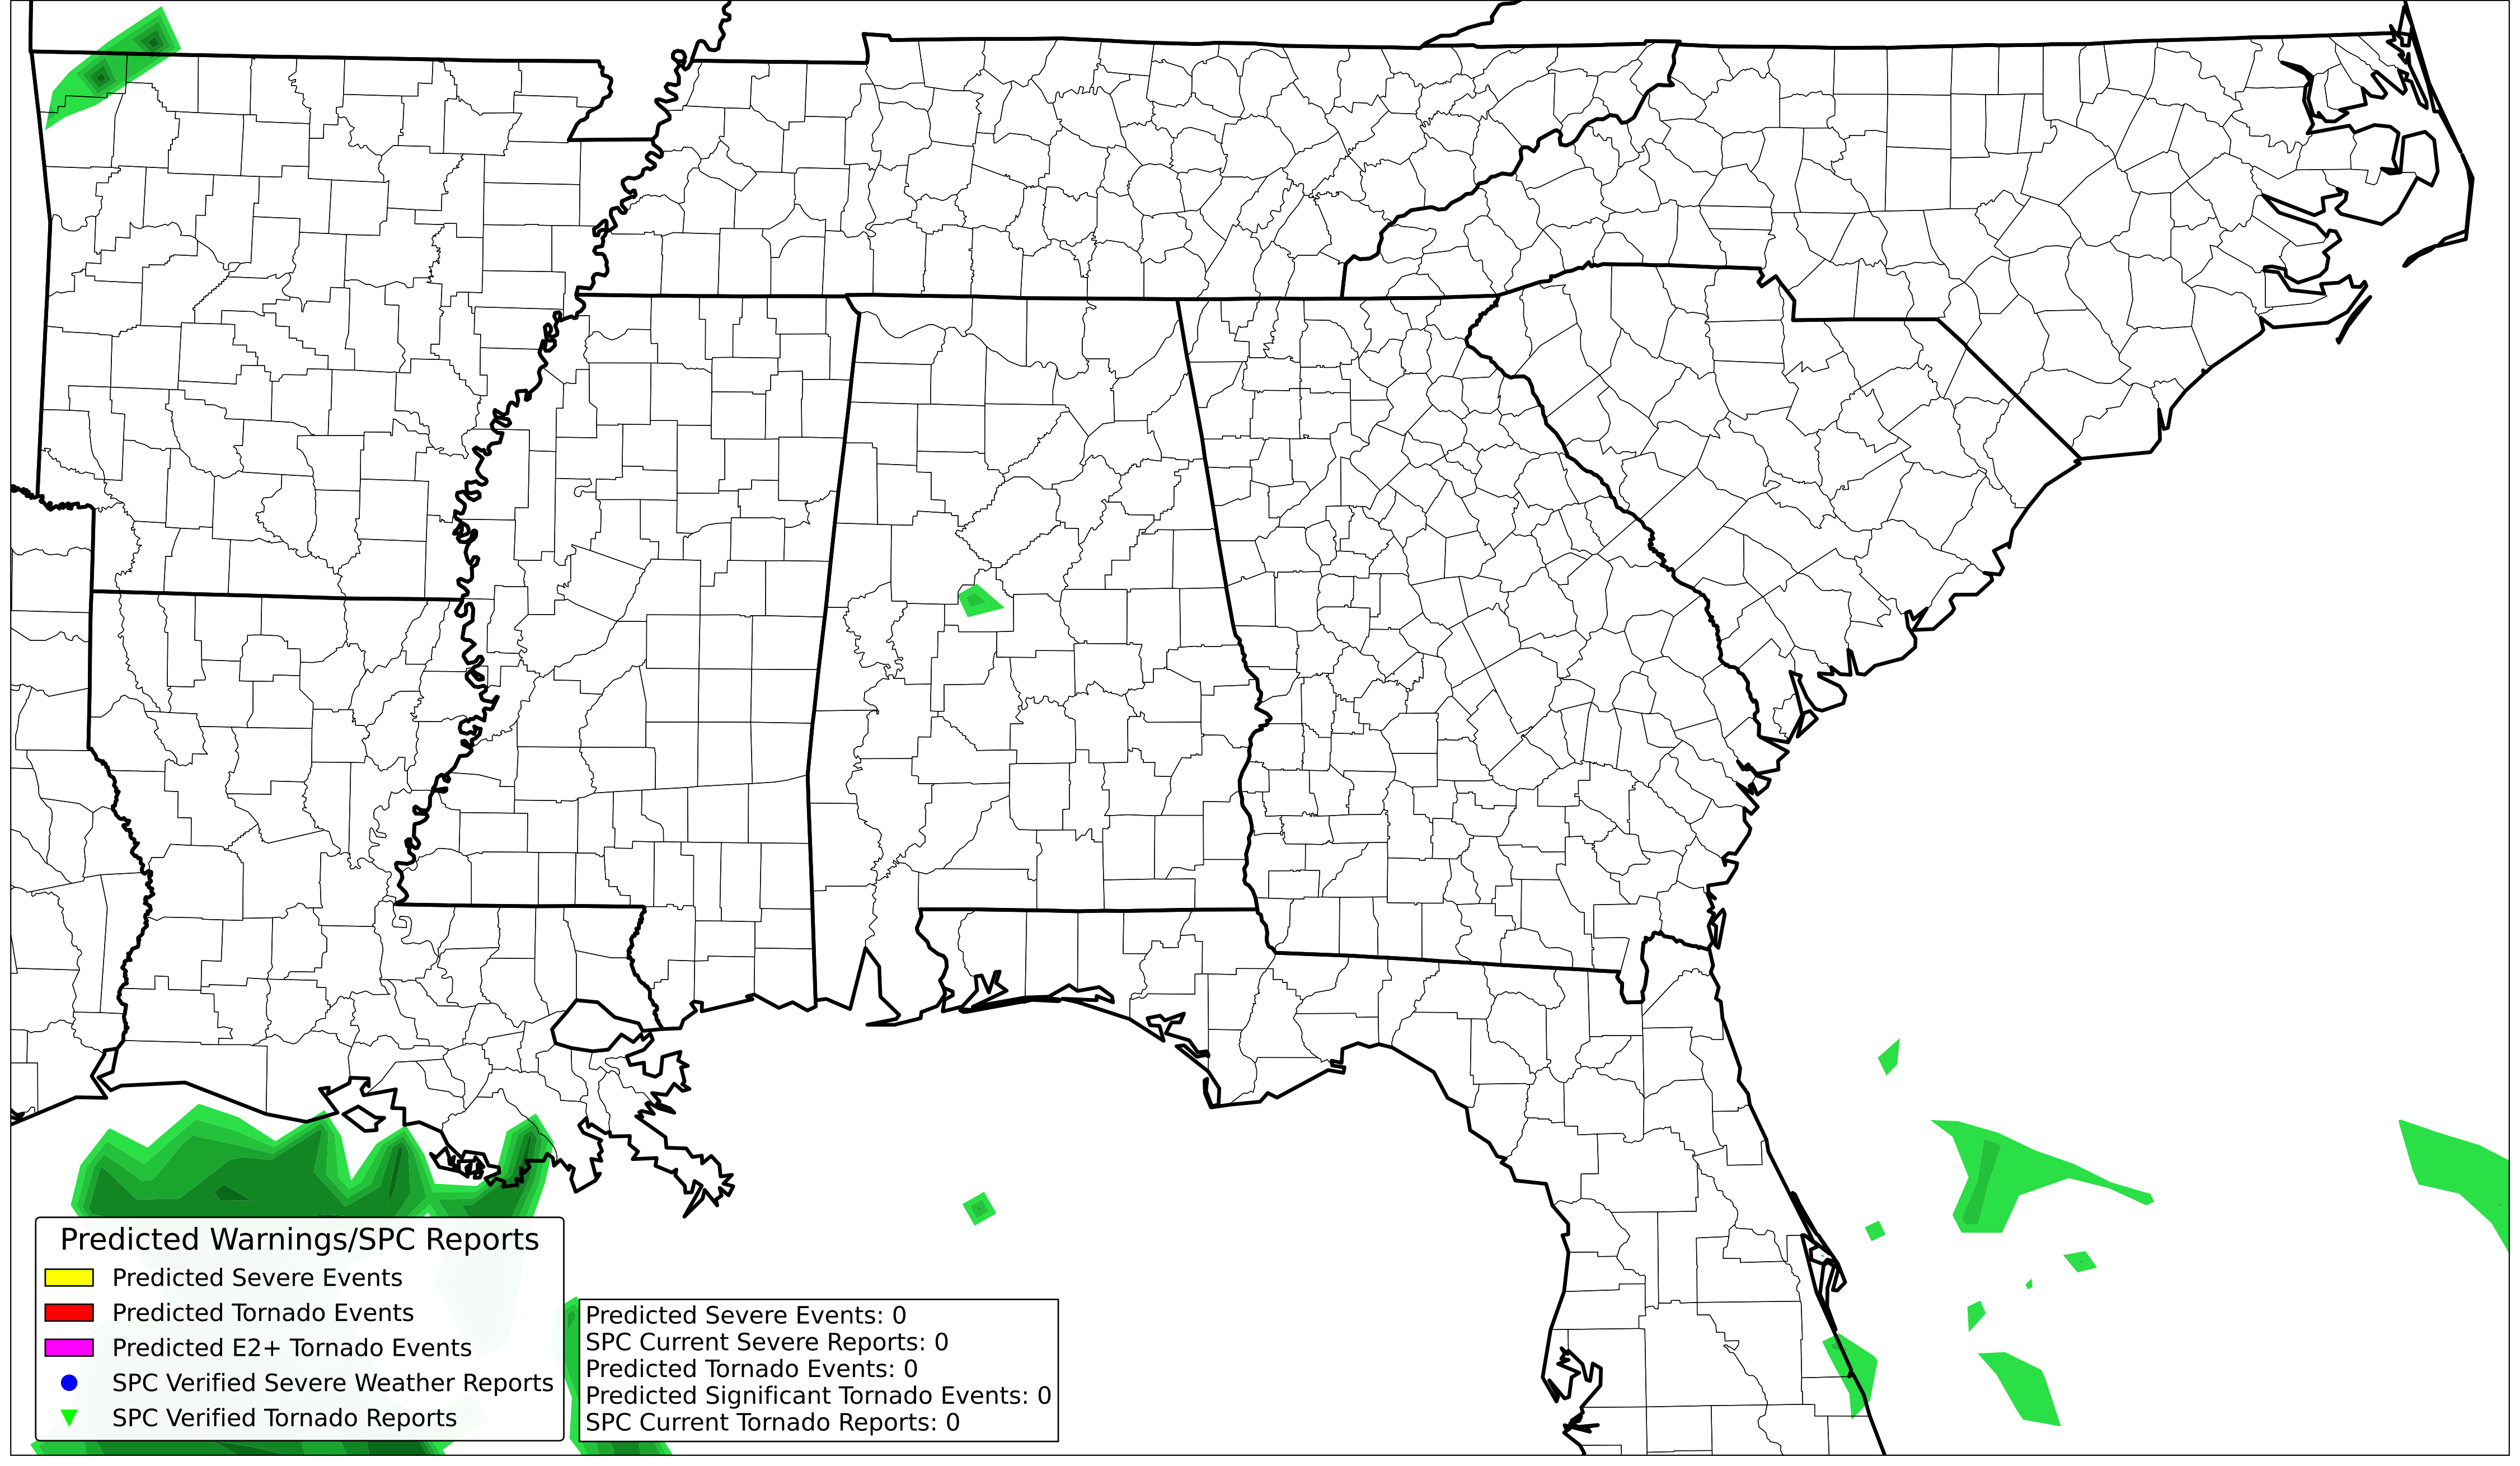 Predicted Warnings/SPC Reports
Predicted Severe Events
Predicted Tornado Events
Predicted E2+ Tornado Events
SPC Verified Severe Weather Reports
SPC Verified Tornado Reports
Predicted Severe Events: 0
SPC Current Severe Reports: 0
Predicted Tornado Events: 0
Predicted Significant Tornado Events: 0
SPC Current Tornado Reports: 0